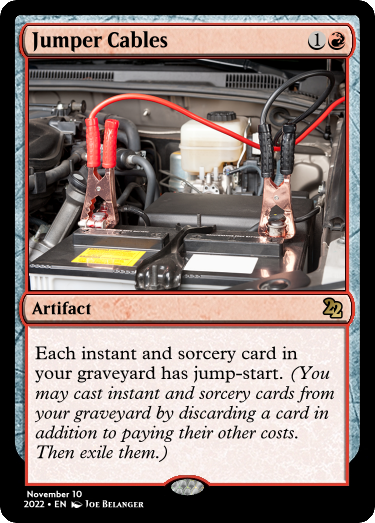 Jumper Cables 1
Artifact 22
Each instant and sorcery card in
your graveyard has jump-start. (You
may cast instant and sorcery cards from
your graveyard by discarding a card in
addition to paying their other costs.
Then exile them.)
November 10
2022 • EN Joe Belanger